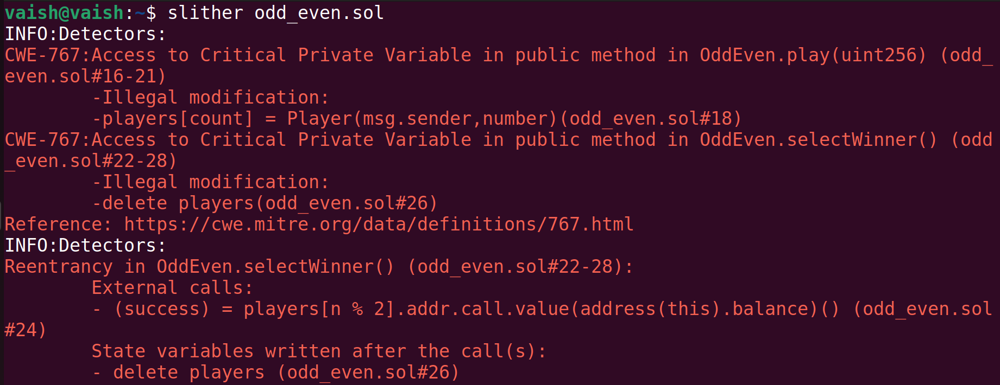 vaish@vaish:~$ slither odd_even.sol
INFO:Detectors:
CWE-767:Access to Critical Private Variable in public method in OddEven.play(uint256) (odd_
even.sol#16-21)
-Illegal modification:
-players[count] = Player(msg.sender,number)(odd_even.sol#18)
CWE-767:Access to Critical Private Variable in public method in OddEven.selectWinner() (odd
_even.sol#22-28)
-Illegal modification:
-delete players(odd_even.sol#26)
Reference: https://cwe.mitre.org/data/definitions/767.html
INFO:Detectors:
Reentrancy in OddEven.selectWinner() (odd_even.sol#22-28):
External calls:
- (success) = players[n % 2].addr.call.value(address(this).balance)() (odd_even.sol
#24)
State variables written after the call(s):
- delete players (odd_even.sol#26)